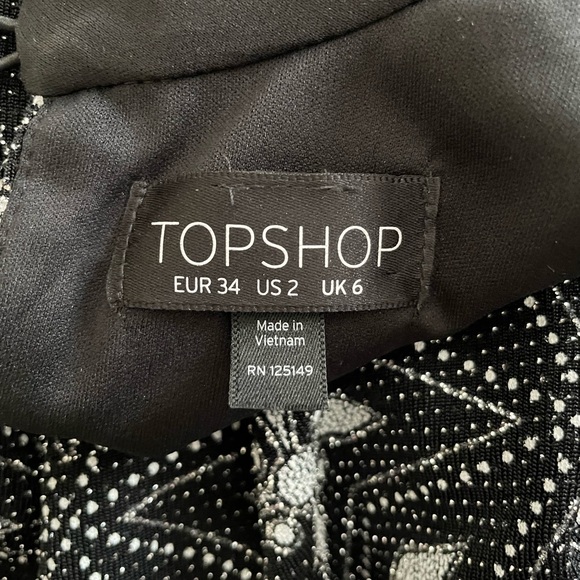 TOPSHOP
EUR 34 US 2 UK 6
Made in
Vietnam
RN 125149